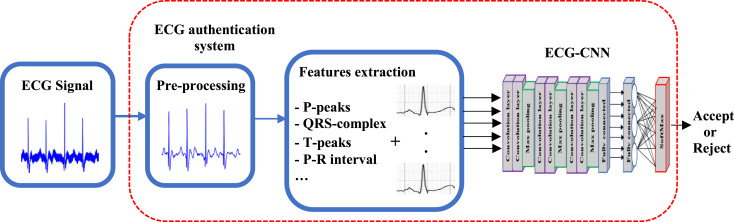 ECG authentication
system
ECG-CNN
ECG Signal
Pre-processing
Features extraction
- P-peaks
- QRS-complex
- T-peaks
- P-R interval
...
+
Convolution layer
Convolution layer
Max pooling
Convolution layer
Convolution layer
Max pooling
Convolution layer
Convolution layer
Max pooling
Fully connected
Fully connected
SoftMax
Accept
or
Reject